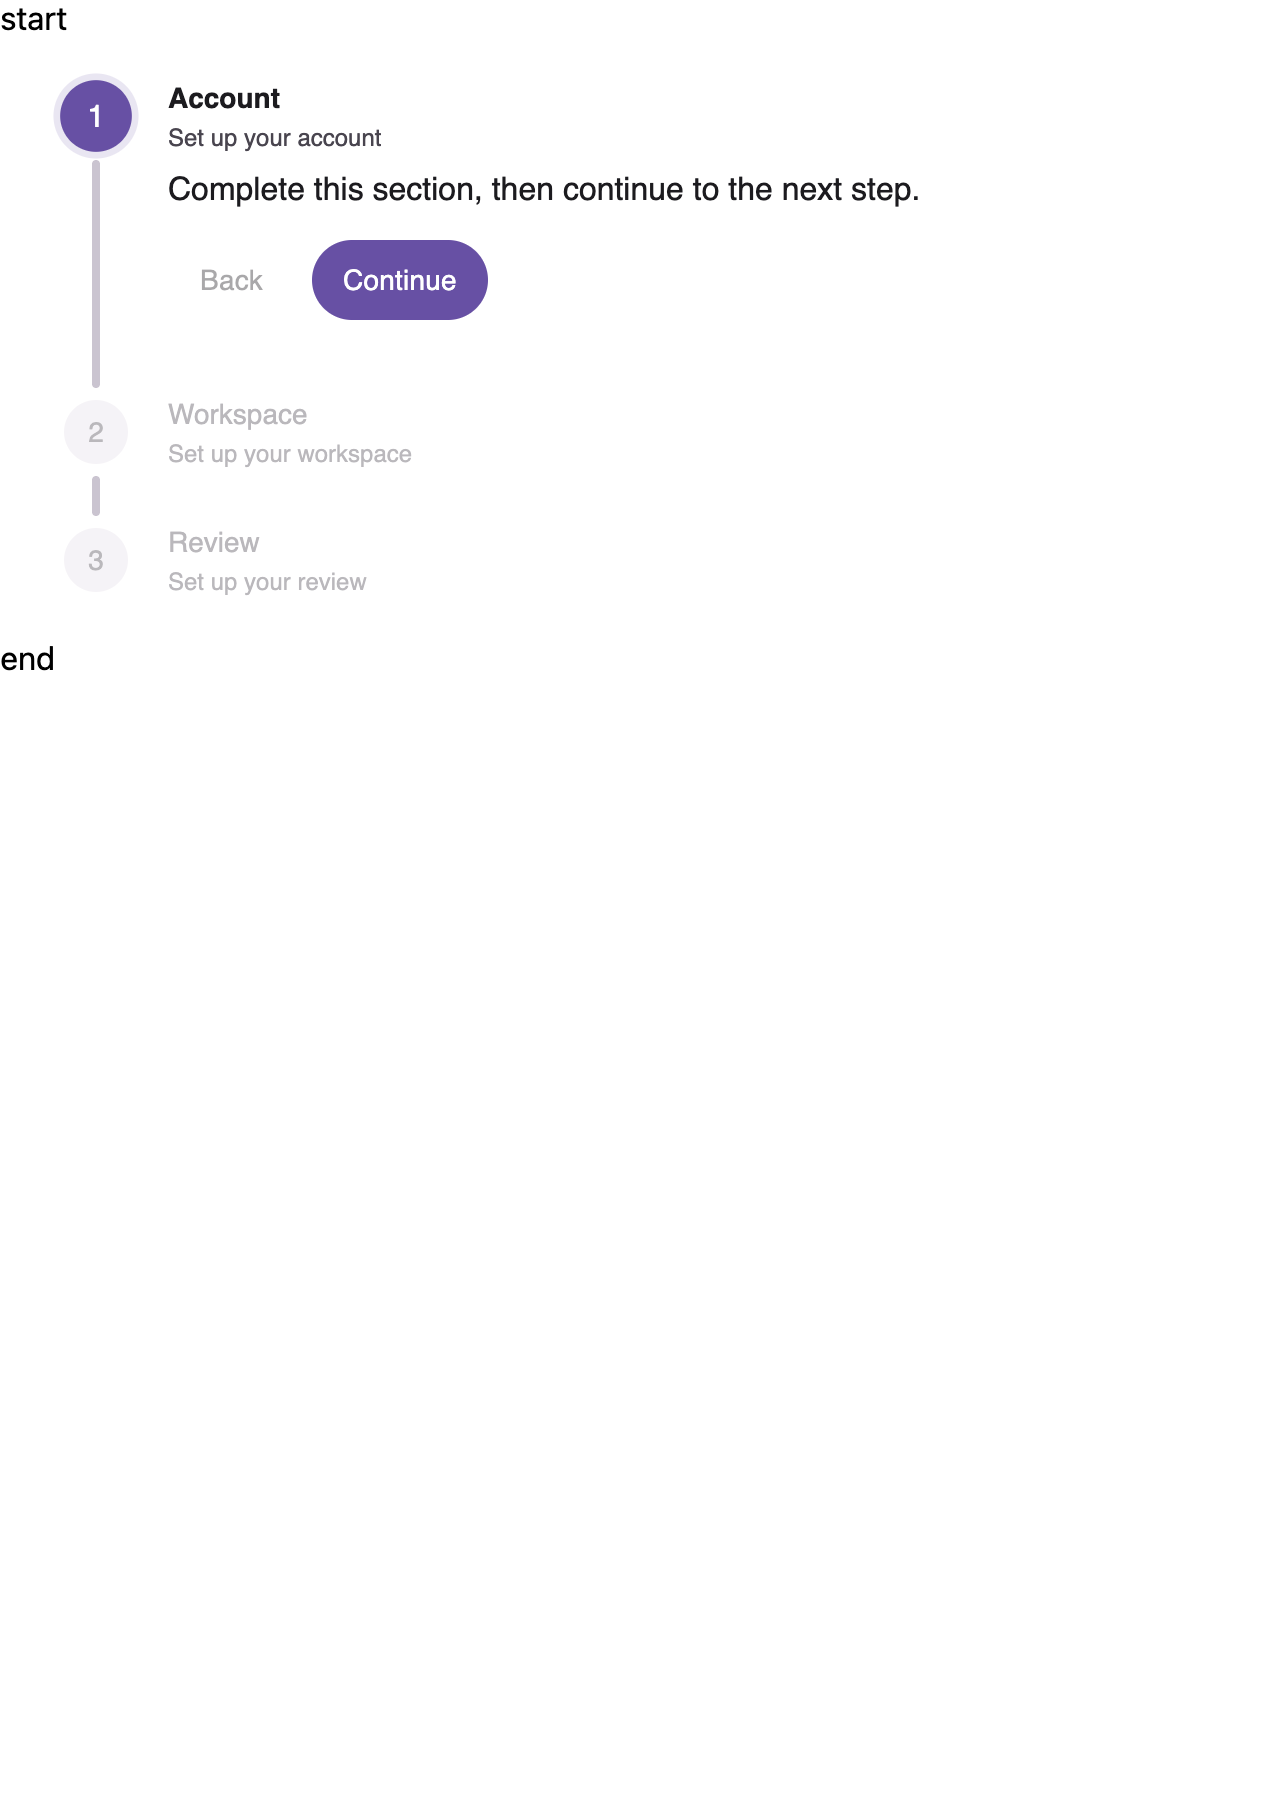 start
1
Account
Set up your account
Complete this section, then continue to the next step.
Back
Continue
2
Workspace
Set up your workspace
3
Review
Set up your review
end